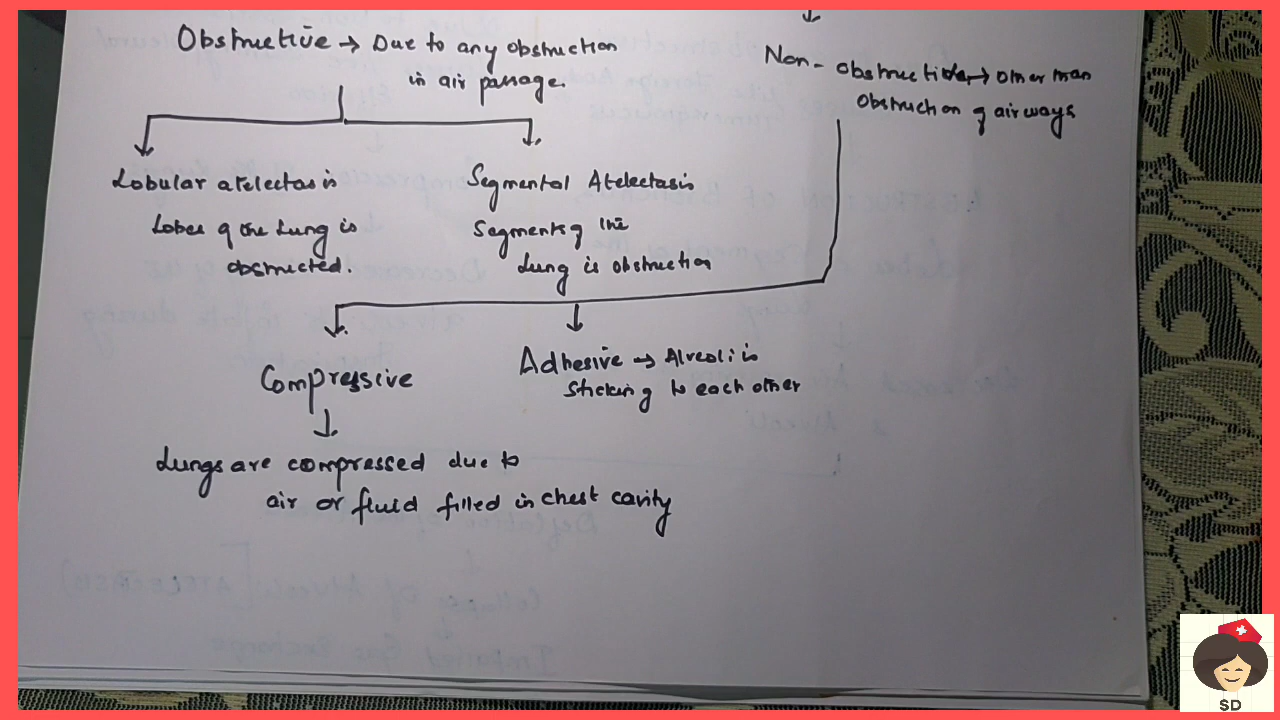 Obstructive → Due to any obstruction
in air passage.
Non- obstructive → other than
obstruction of airways
Lobular atelectasis
Lobes of the Lung is
obstructed.
Segmental Atelectasis
Segments of the
Lung is obstruction
Compressive
Adhesive → Alveoli is
sticking to each other
Lungs are compressed due to
air or fluid filled in chest cavity
SD